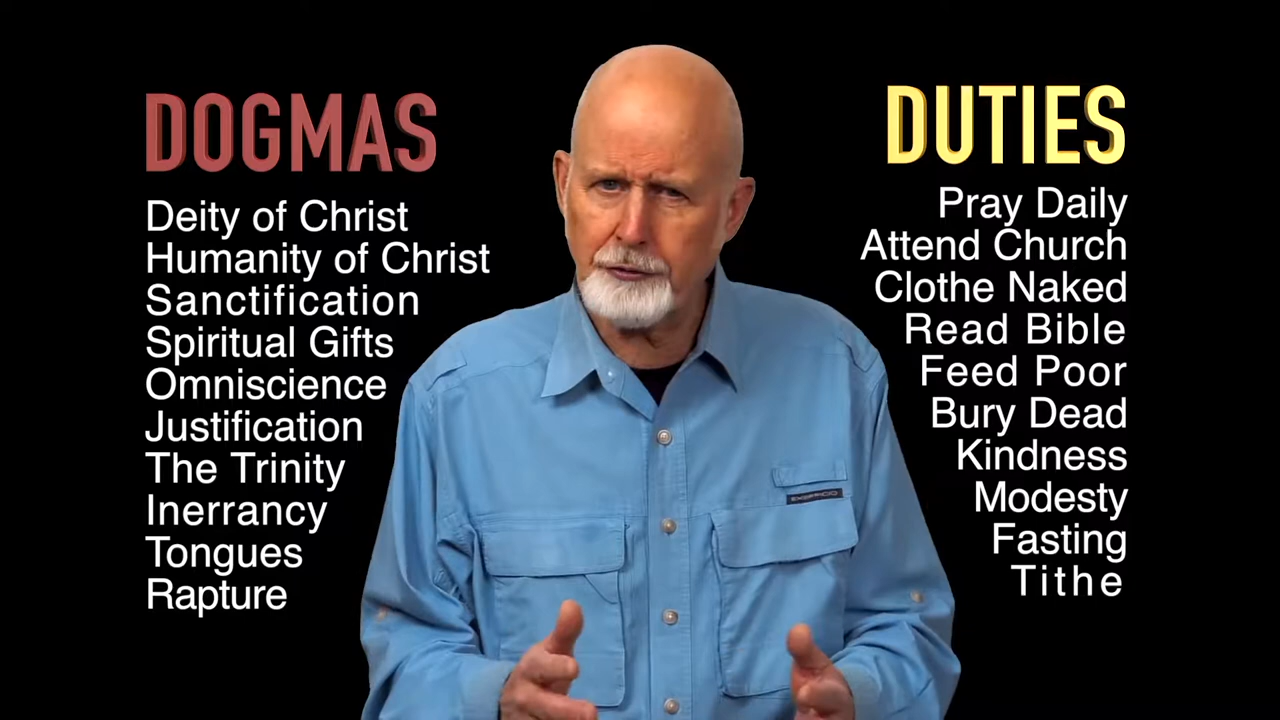 DOGMAS
Deity of Christ
Humanity of Christ
Sanctification
Spiritual Gifts
Omniscience
Justification
The Trinity
Inerrancy
Tongues
Rapture
DUTIES
Pray Daily
Attend Church
Clothe Naked
Read Bible
Feed Poor
Bury Dead
Kindness
Modesty
Fasting
Tithe